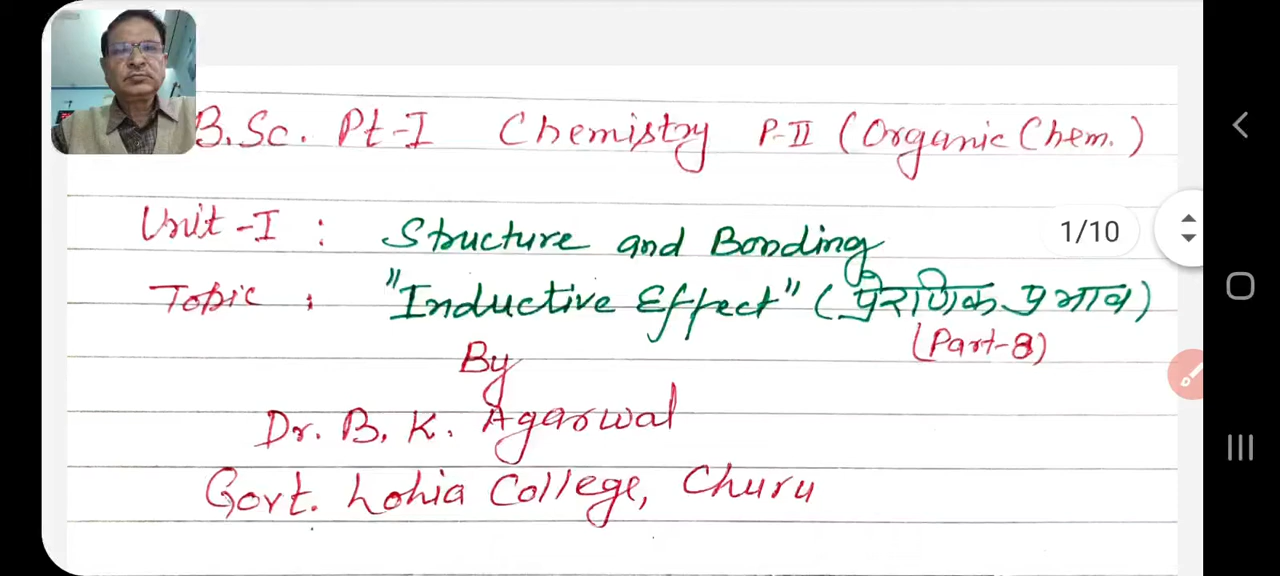 B.Sc. Pt-I Chemistry P-II (Organic Chem.)
Unit-I : Structure and Bonding
1/10
Topic : "Inductive Effect" (प्रेरणिक प्रभाव)
(Part-8)
By
Dr. B. K. Agarwal
Govt. Lohia College, Churu